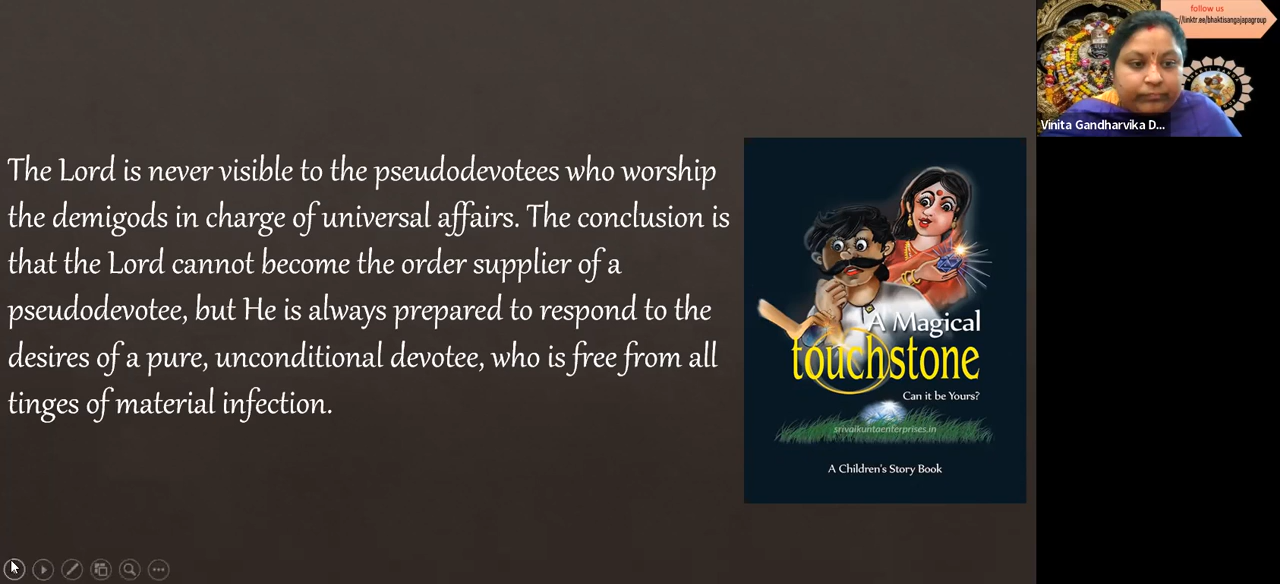 The Lord is never visible to the pseudodevotees who worship
the demigods in charge of universal affairs. The conclusion is
that the Lord cannot become the order supplier of a
pseudodevotee, but He is always prepared to respond to the
desires of a pure, unconditional devotee, who is free from all
tinges of material infection.
A Magical
touchstone
Can it be Yours?
srivaikuntaenterprises.in
A Children's Story Book
follow us
://linktr.ee/bhaktisangajapagroup
Vinita Gandharvika D...